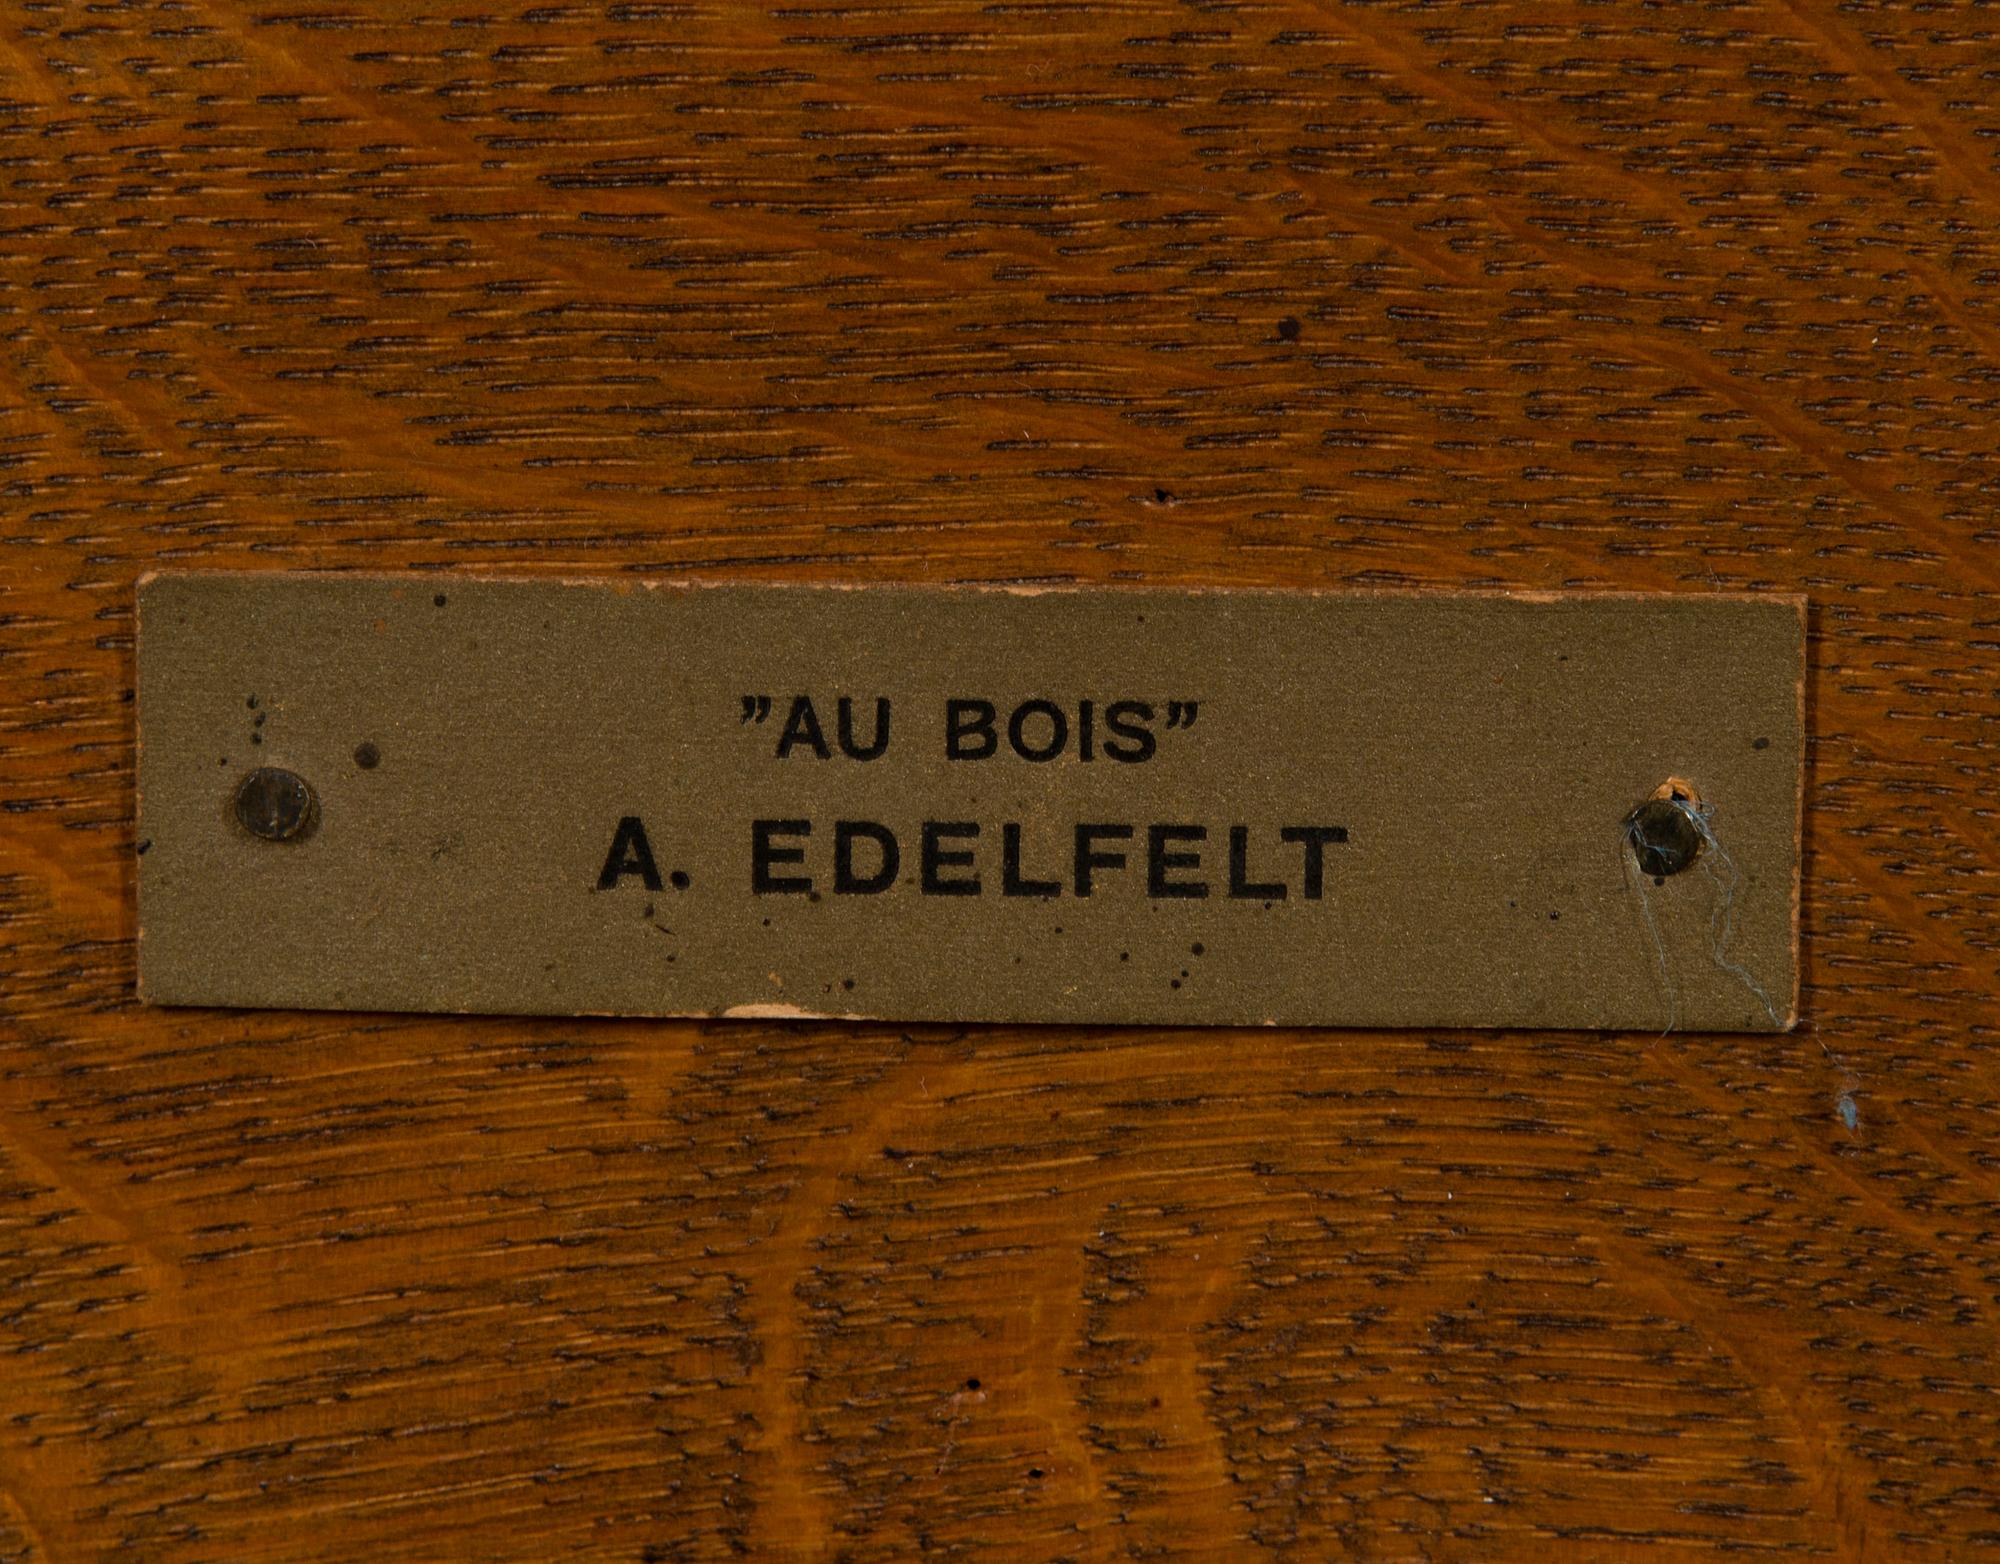 ”AU BOIS”
A. EDELFELT